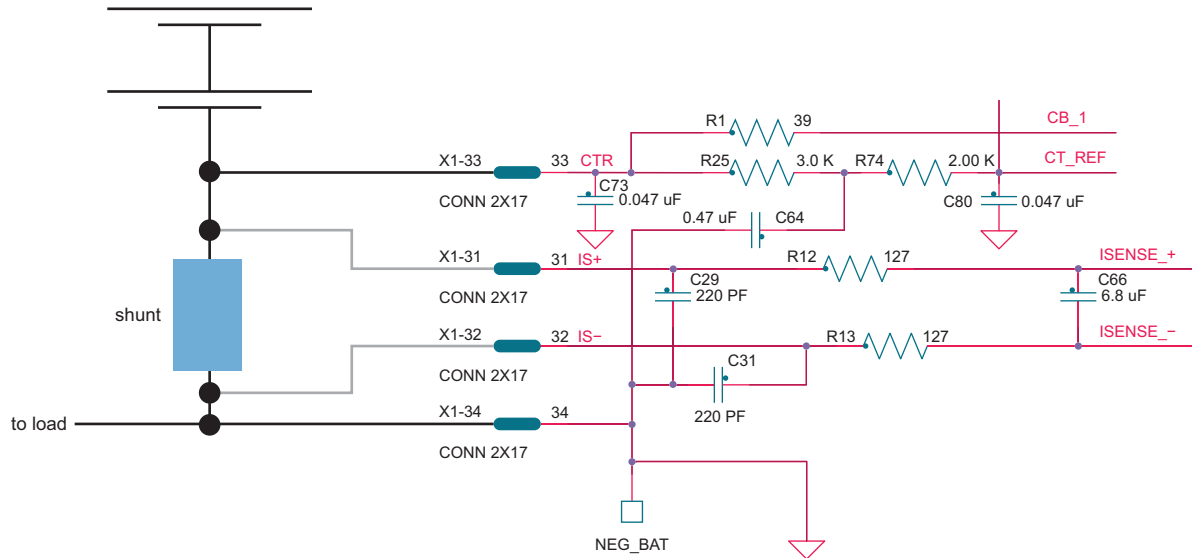 R1 39 CB_1
X1-33 33 CTR R25 3.0 K R74 2.00 K CT_REF
CONN 2X17 C73
0.047 uF C80 0.047 uF
0.47 uF C64
X1-31 31 IS+ R12 127 ISENSE_+
CONN 2X17 C29 C66
220 PF 6.8 uF
shunt
X1-32 32 IS− R13 127 ISENSE_−
CONN 2X17 C31
X1-34 34 220 PF
to load
CONN 2X17
NEG_BAT